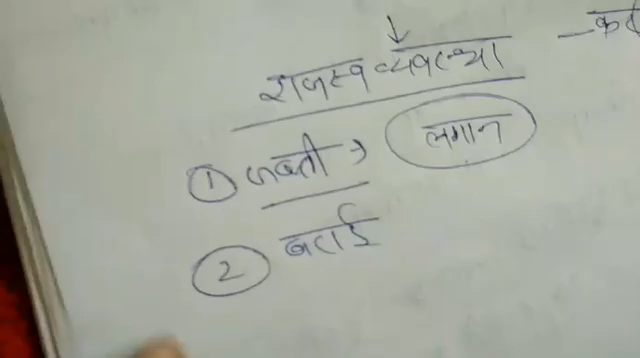 राजस्व व्यवस्था
① जब्ती → लगान
② बटाई